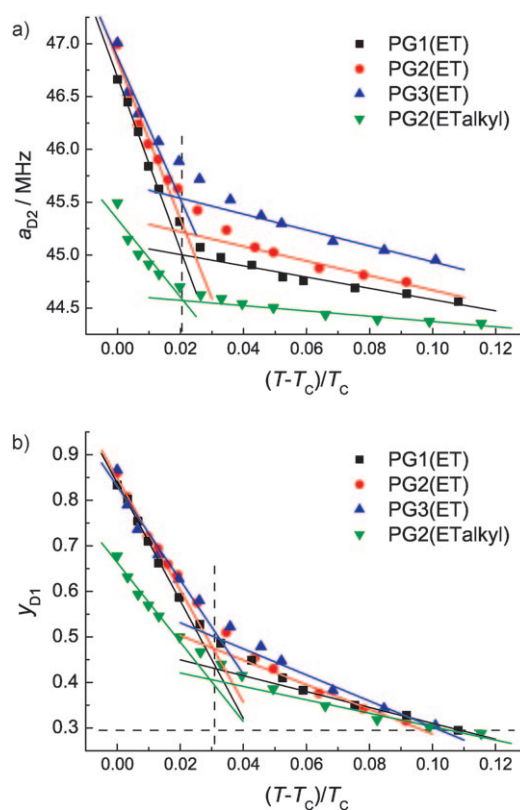 a)
47.0
46.5
46.0
45.5
45.0
44.5
a_D2 / MHz
PG1(ET)
PG2(ET)
PG3(ET)
PG2(ETalkyl)
0.00 0.02 0.04 0.06 0.08 0.10 0.12
(T-T_C)/T_C
b)
0.9
0.8
0.7
0.6
0.5
0.4
0.3
y_D1
PG1(ET)
PG2(ET)
PG3(ET)
PG2(ETalkyl)
0.00 0.02 0.04 0.06 0.08 0.10 0.12
(T-T_C)/T_C